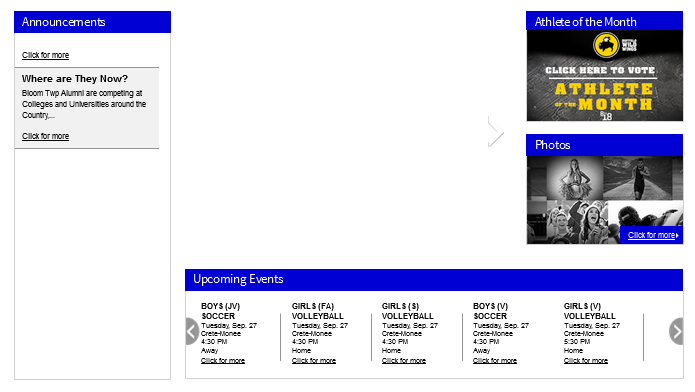 Announcements
Click for more
Where are They Now?
Bloom Twp Alumni are competing at
Colleges and Universities around the
Country,...
Click for more
Athlete of the Month
BUFFALO
WILD
WINGS
CLICK HERE TO VOTE
ATHLETE
OF THE MONTH
Photos
Click for more
Upcoming Events
BOYS (JV)
SOCCER
Tuesday, Sep. 27
Crete-Monee
4:30 PM
Away
Click for more
GIRLS (FA)
VOLLEYBALL
Tuesday, Sep. 27
Crete-Monee
4:30 PM
Home
Click for more
GIRLS (S)
VOLLEYBALL
Tuesday, Sep. 27
Crete-Monee
4:30 PM
Home
Click for more
BOYS (V)
SOCCER
Tuesday, Sep. 27
Crete-Monee
4:30 PM
Away
Click for more
GIRLS (V)
VOLLEYBALL
Tuesday, Sep. 27
Crete-Monee
5:30 PM
Home
Click for more